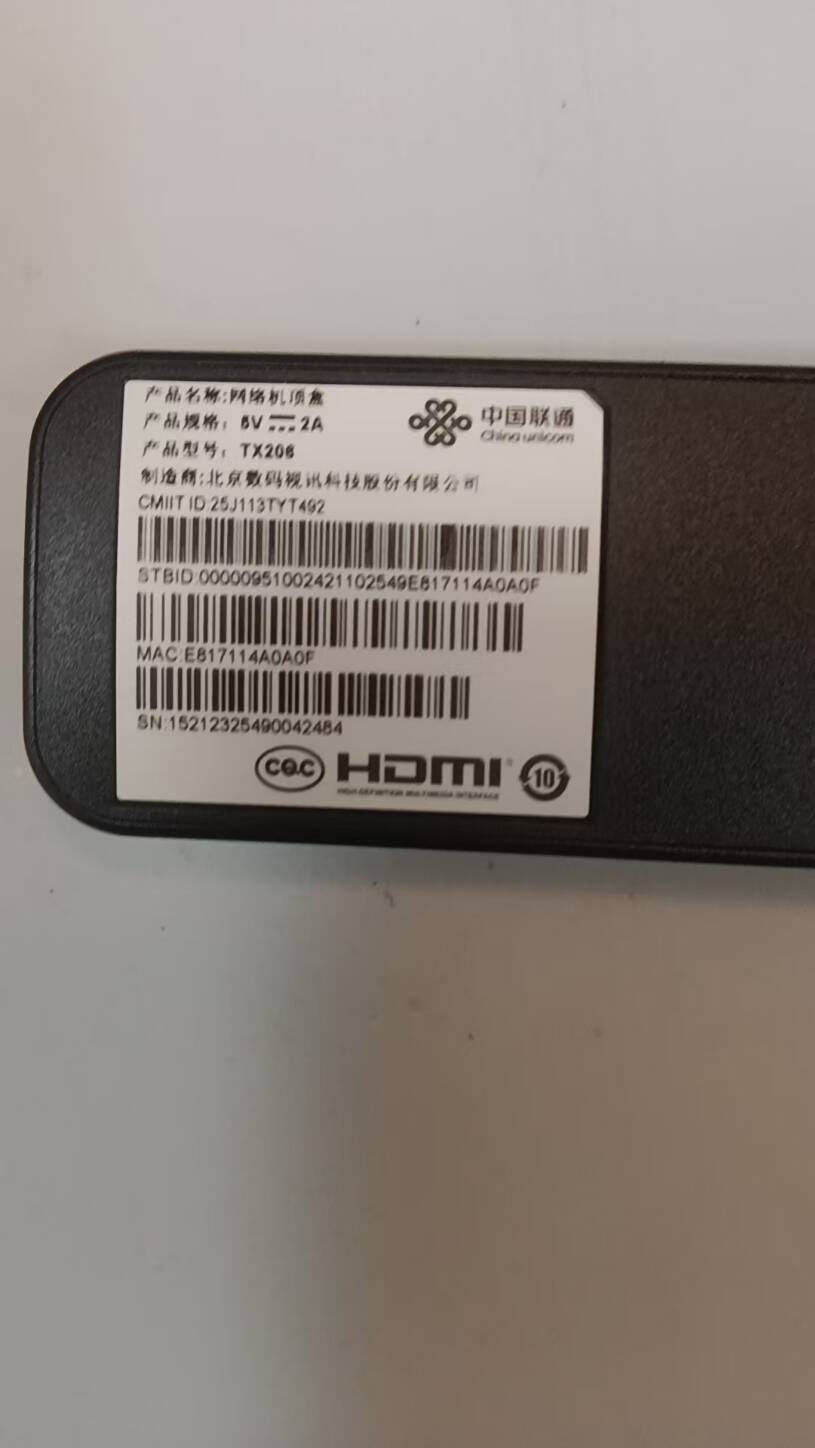 产品名称:网络机顶盒
产品规格：5V⎓2A
产品型号：TX206
制造商:北京数码视讯科技股份有限公司
中国联通
China unicom
CMIIT ID:25J113TYT492
STBID:00000951002421102549E817114A0A0F
MAC:E817114A0A0F
SN:15212325490042484
CQC
HDMI
HIGH-DEFINITION MULTIMEDIA INTERFACE
10